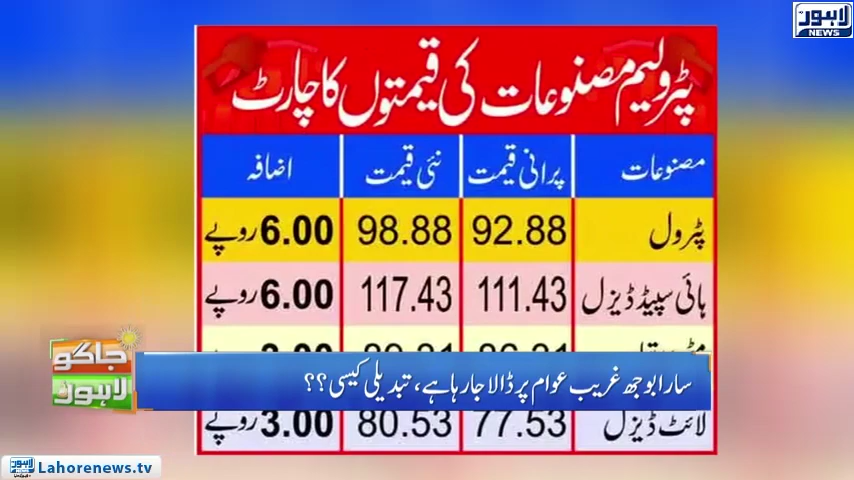 لاہور
NEWS
پٹرولیم مصنوعات کی قیمتوں کا چارٹ
مصنوعات پرانی قیمت نئی قیمت اضافہ
پٹرول 92.88 98.88 6.00 روپے
ہائی سپیڈ ڈیزل 111.43 117.43 6.00 روپے
جاگو لاہور
سارا بوجھ غریب عوام پر ڈالا جا رہا ہے، تبدیلی کیسی؟؟
لائٹ ڈیزل 77.53 80.53 3.00 روپے
لاہور Lahorenews.tv